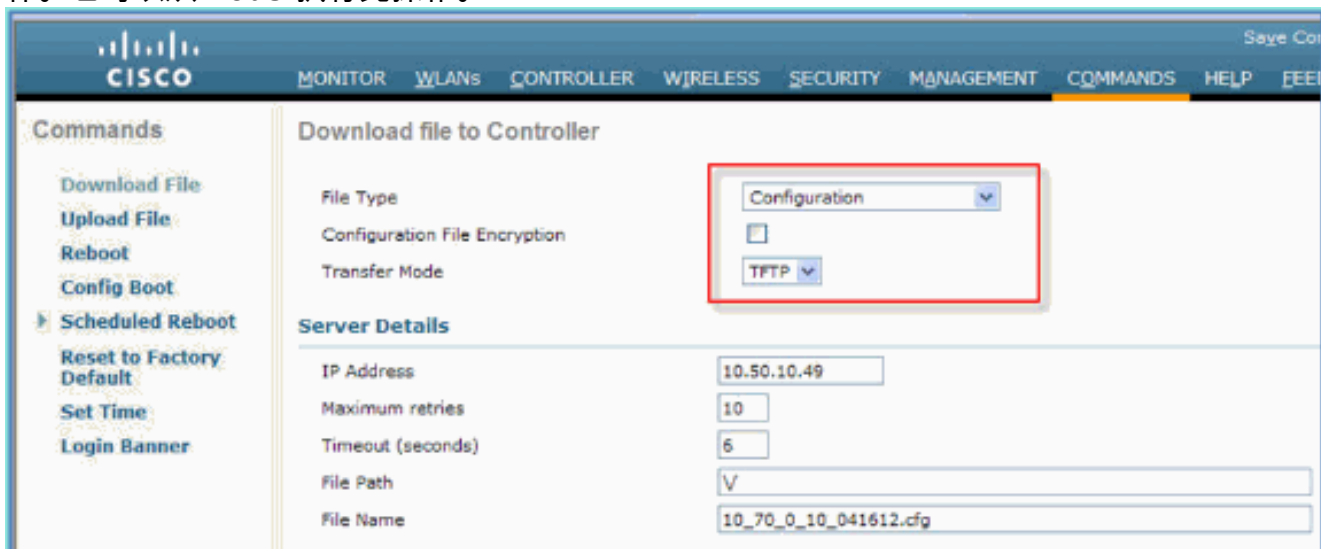 Save Con
CISCO
MONITOR WLANs CONTROLLER WIRELESS SECURITY MANAGEMENT COMMANDS HELP FEE
Commands
Download File
Upload File
Reboot
Config Boot
Scheduled Reboot
Reset to Factory
Default
Set Time
Login Banner
Download file to Controller
File Type Configuration
Configuration File Encryption
Transfer Mode TFTP
Server Details
IP Address 10.50.10.49
Maximum retries 10
Timeout (seconds) 6
File Path \/
File Name 10_70_0_10_041612.cfg